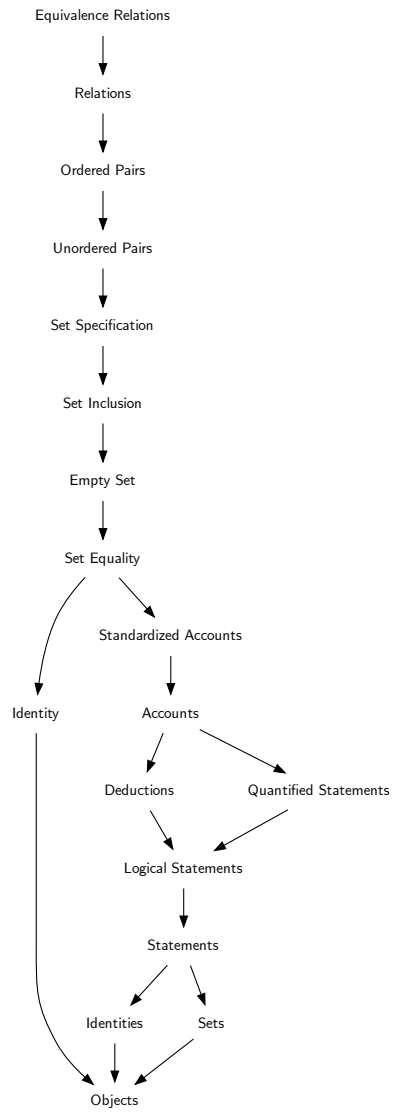 Equivalence Relations
Relations
Ordered Pairs
Unordered Pairs
Set Specification
Set Inclusion
Empty Set
Set Equality
Standardized Accounts
Identity
Accounts
Deductions
Quantified Statements
Logical Statements
Statements
Identities
Sets
Objects